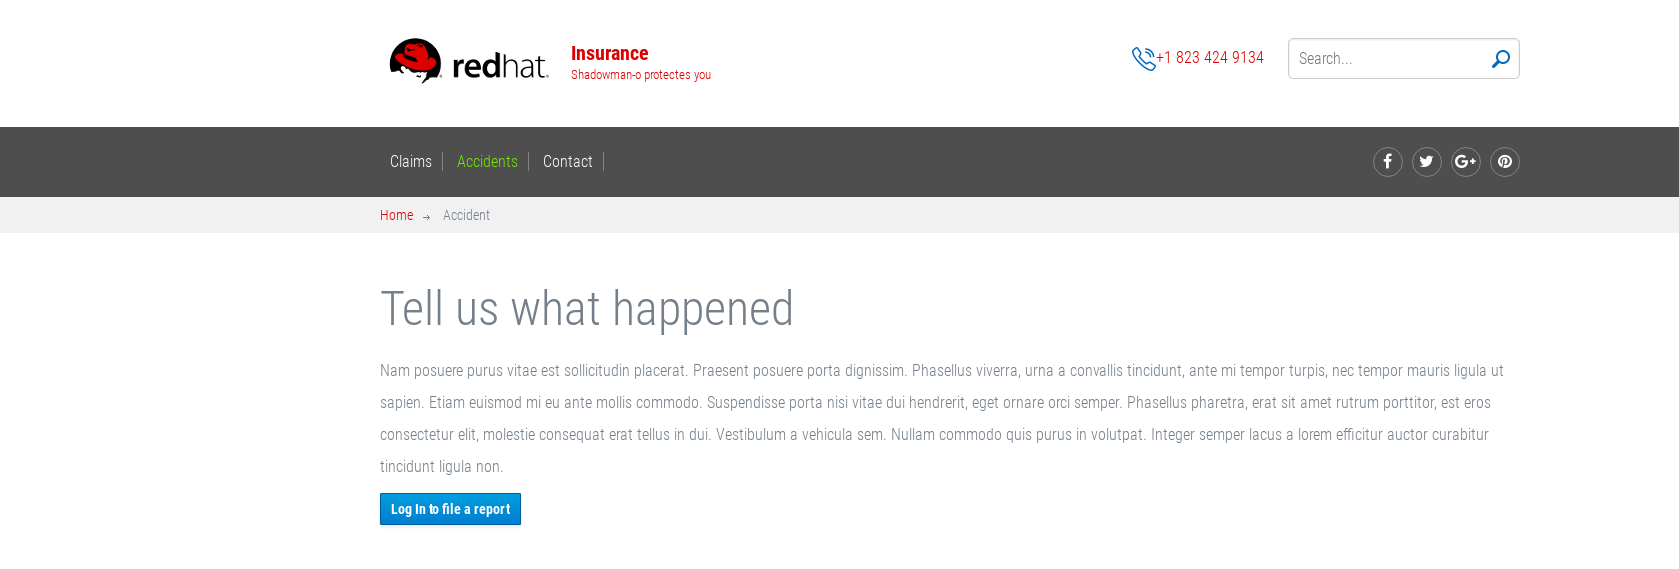 redhat.
Insurance
Shadowman-o protectes you
+1 823 424 9134
Search...
Claims
Accidents
Contact
Home
Accident
Tell us what happened
Nam posuere purus vitae est sollicitudin placerat. Praesent posuere porta dignissim. Phasellus viverra, urna a convallis tincidunt, ante mi tempor turpis, nec tempor mauris ligula ut
sapien. Etiam euismod mi eu ante mollis commodo. Suspendisse porta nisi vitae dui hendrerit, eget ornare orci semper. Phasellus pharetra, erat sit amet rutrum porttitor, est eros
consectetur elit, molestie consequat erat tellus in dui. Vestibulum a vehicula sem. Nullam commodo quis purus in volutpat. Integer semper lacus a lorem efficitur auctor curabitur
tincidunt ligula non.
Log In to file a report